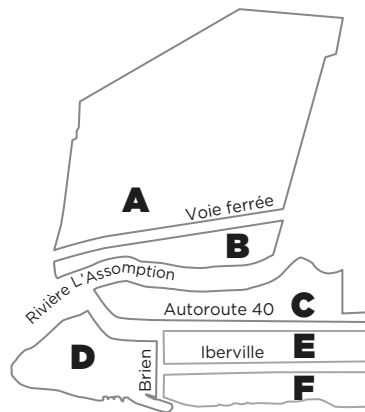 A
Voie ferrée
B
Rivière L'Assomption
Autoroute 40
C
D
Brien
Iberville
E
F